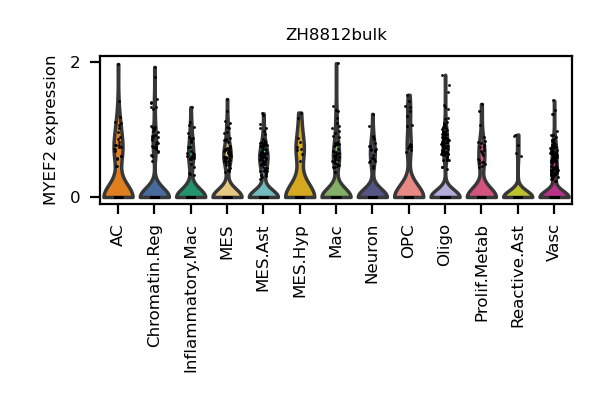 ZH8812bulk
MYEF2 expression
2
0
AC
Chromatin.Reg
Inflammatory.Mac
MES
MES.Ast
MES.Hyp
Mac
Neuron
OPC
Oligo
Prolif.Metab
Reactive.Ast
Vasc